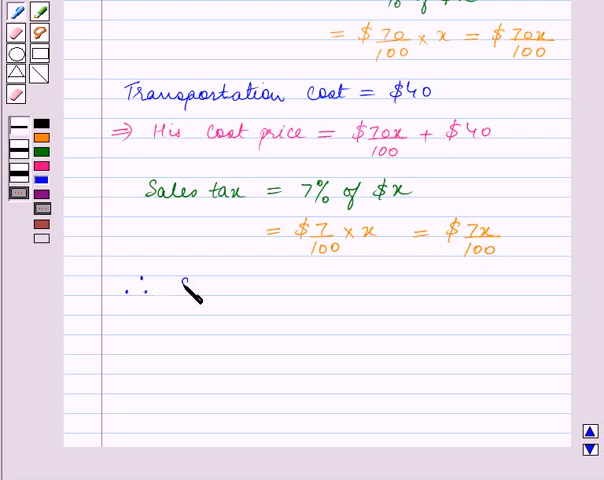 % of
= $ 70/100 × x = $ 70x/100
Transportation cost = $40
⇒ His cost price = $70x/100 + $40
Sales tax = 7% of $x
= $7/100 × x = $7x/100
∴ S